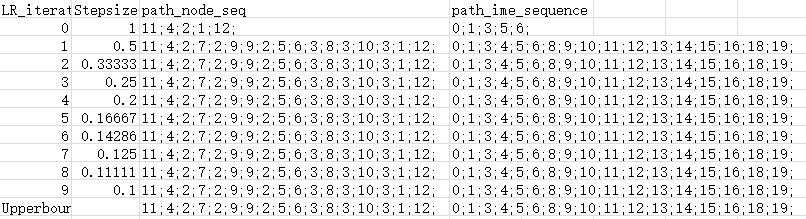 LR_iterat Stepsize path_node_seq path_ime_sequence
0 1 11;4;2;1;12; 0;1;3;5;6;
1 0.5 11;4;2;7;2;9;9;2;5;6;3;8;3;10;3;1;12; 0;1;3;4;5;6;8;9;10;11;12;13;14;15;16;18;19;
2 0.33333 11;4;2;7;2;9;9;2;5;6;3;8;3;10;3;1;12; 0;1;3;4;5;6;8;9;10;11;12;13;14;15;16;18;19;
3 0.25 11;4;2;7;2;9;9;2;5;6;3;8;3;10;3;1;12; 0;1;3;4;5;6;8;9;10;11;12;13;14;15;16;18;19;
4 0.2 11;4;2;7;2;9;9;2;5;6;3;8;3;10;3;1;12; 0;1;3;4;5;6;8;9;10;11;12;13;14;15;16;18;19;
5 0.16667 11;4;2;7;2;9;9;2;5;6;3;8;3;10;3;1;12; 0;1;3;4;5;6;8;9;10;11;12;13;14;15;16;18;19;
6 0.14286 11;4;2;7;2;9;9;2;5;6;3;8;3;10;3;1;12; 0;1;3;4;5;6;8;9;10;11;12;13;14;15;16;18;19;
7 0.125 11;4;2;7;2;9;9;2;5;6;3;8;3;10;3;1;12; 0;1;3;4;5;6;8;9;10;11;12;13;14;15;16;18;19;
8 0.11111 11;4;2;7;2;9;9;2;5;6;3;8;3;10;3;1;12; 0;1;3;4;5;6;8;9;10;11;12;13;14;15;16;18;19;
9 0.1 11;4;2;7;2;9;9;2;5;6;3;8;3;10;3;1;12; 0;1;3;4;5;6;8;9;10;11;12;13;14;15;16;18;19;
Upperbour 11;4;2;7;2;9;9;2;5;6;3;8;3;10;3;1;12; 0;1;3;4;5;6;8;9;10;11;12;13;14;15;16;18;19;